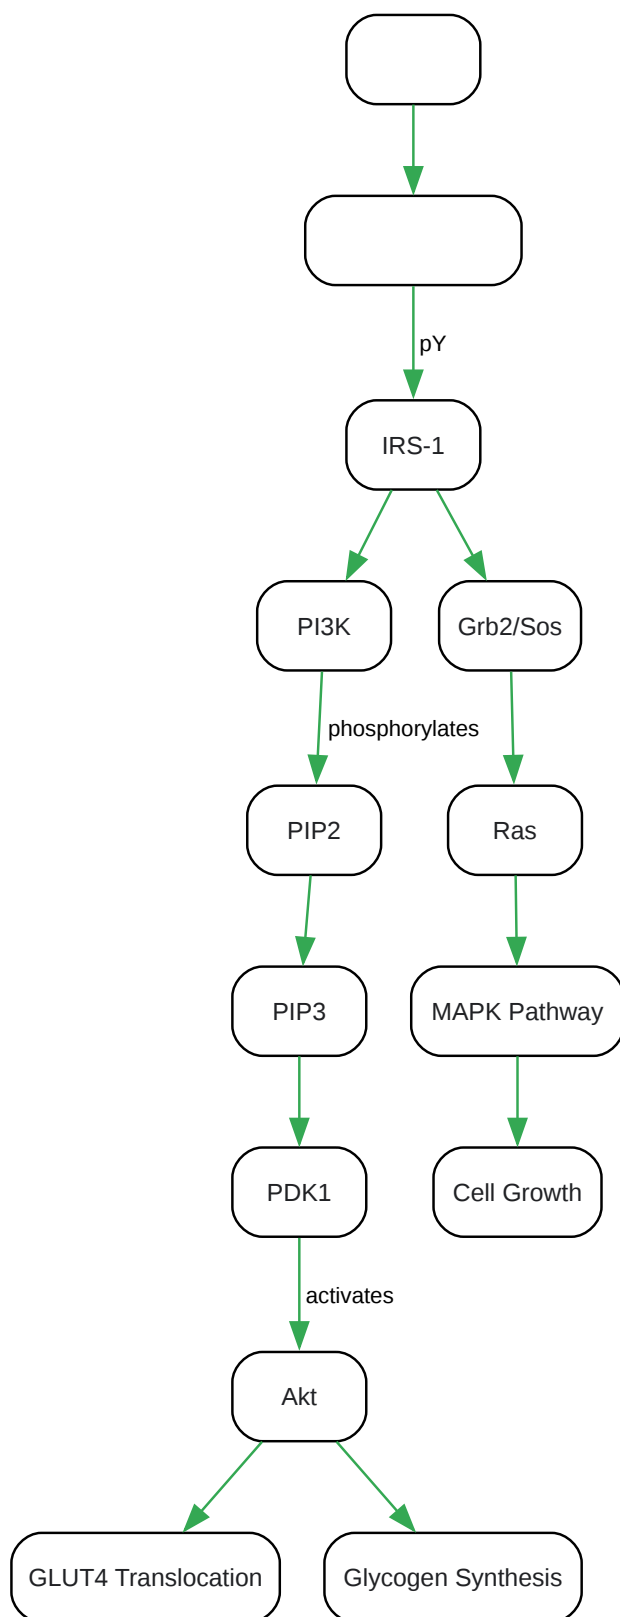 pY
IRS-1
PI3K
Grb2/Sos
phosphorylates
PIP2
Ras
PIP3
MAPK Pathway
PDK1
Cell Growth
activates
Akt
GLUT4 Translocation
Glycogen Synthesis